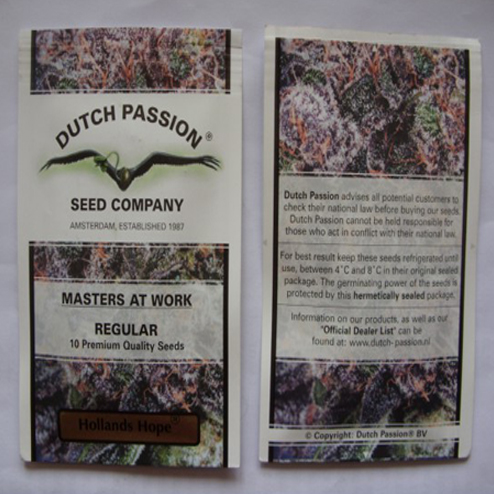 DUTCH PASSION®
SEED COMPANY
AMSTERDAM, ESTABLISHED 1987
MASTERS AT WORK
REGULAR
10 Premium Quality Seeds
Hollands Hope®
Dutch Passion advises all potential customers to
check their national law before buying our seeds.
Dutch Passion cannot be held responsible for
those who act in conflict with their national law.
For best result keep these seeds refrigerated until
use, between 4˚C and 8˚C in their original sealed
package. The germinating power of the seeds is
protected by this hermetically sealed package.
Information on our products, as well as our
"Official Dealer List" can be
found at: www.dutch-passion.nl
© Copyright: Dutch Passion® BV